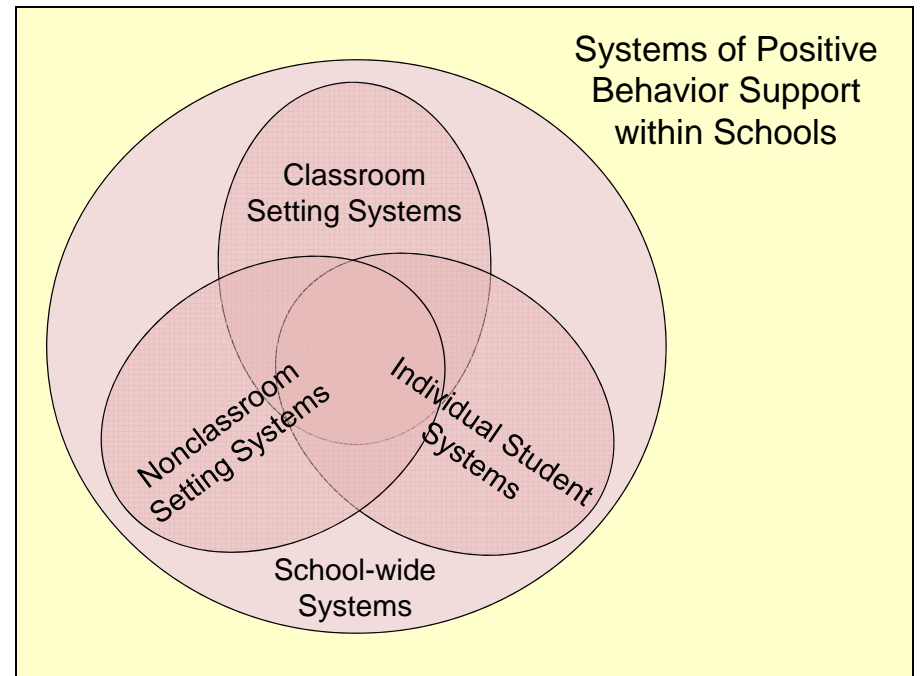 Systems of Positive
Behavior Support
within Schools
Classroom
Setting Systems
Nonclassroom
Setting Systems
Individual Student
Systems
School-wide
Systems